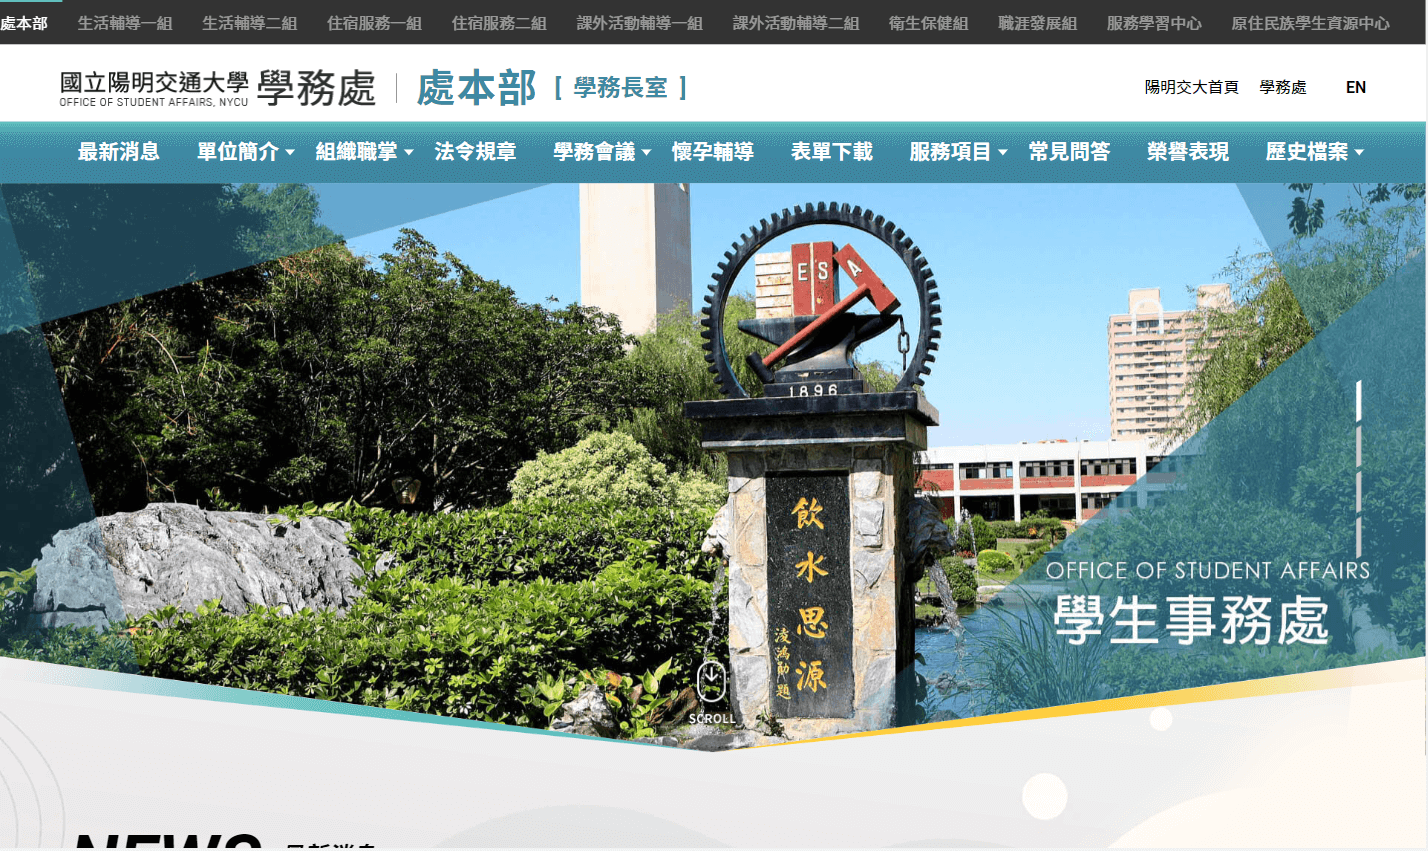 處本部 生活輔導一組 生活輔導二組 住宿服務一組 住宿服務二組 課外活動輔導一組 課外活動輔導二組 衛生保健組 職涯發展組 服務學習中心 原住民族學生資源中心
國立陽明交通大學 學務處 處本部 [ 學務長室 ]
OFFICE OF STUDENT AFFAIRS, NYCU
陽明交大首頁 學務處 EN
最新消息 單位簡介 組織職掌 法令規章 學務會議 懷孕輔導 表單下載 服務項目 常見問答 榮譽表現 歷史檔案
ESA
1896
飲水思源
凌鴻勛題
OFFICE OF STUDENT AFFAIRS
學生事務處
SCROLL
NEWS 最新消息